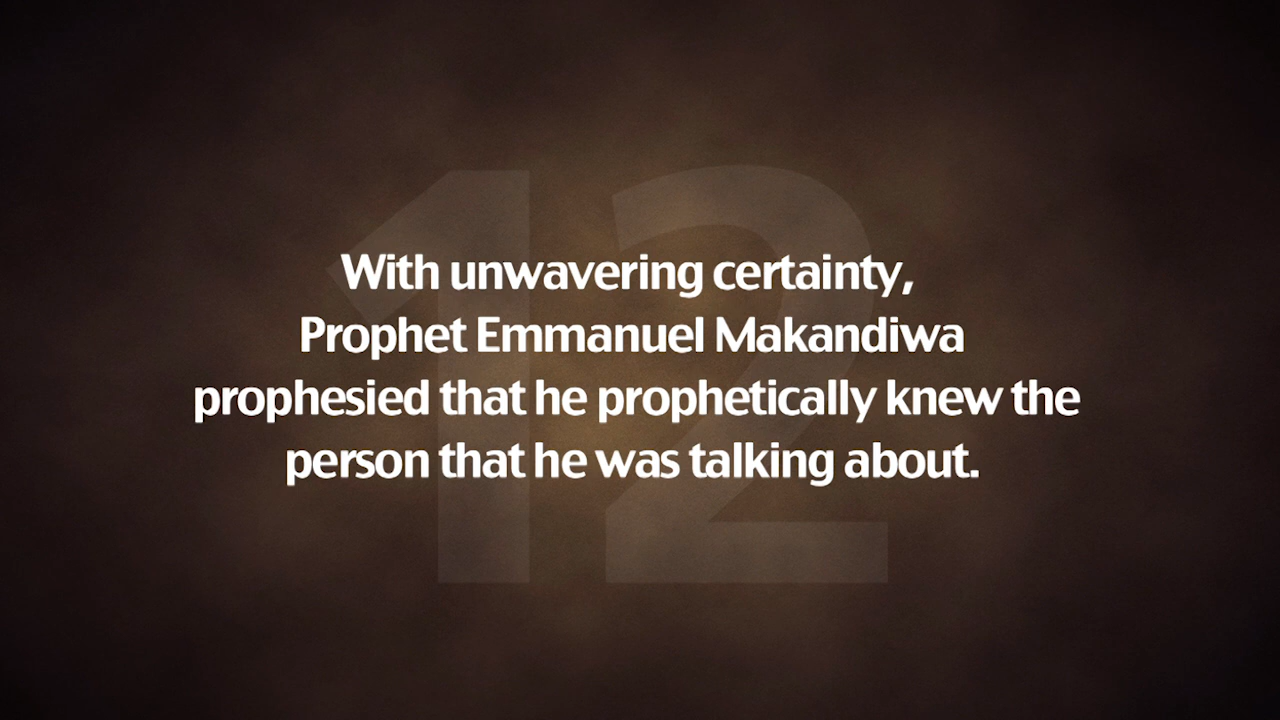 12
With unwavering certainty,
Prophet Emmanuel Makandiwa
prophesied that he prophetically knew the
person that he was talking about.